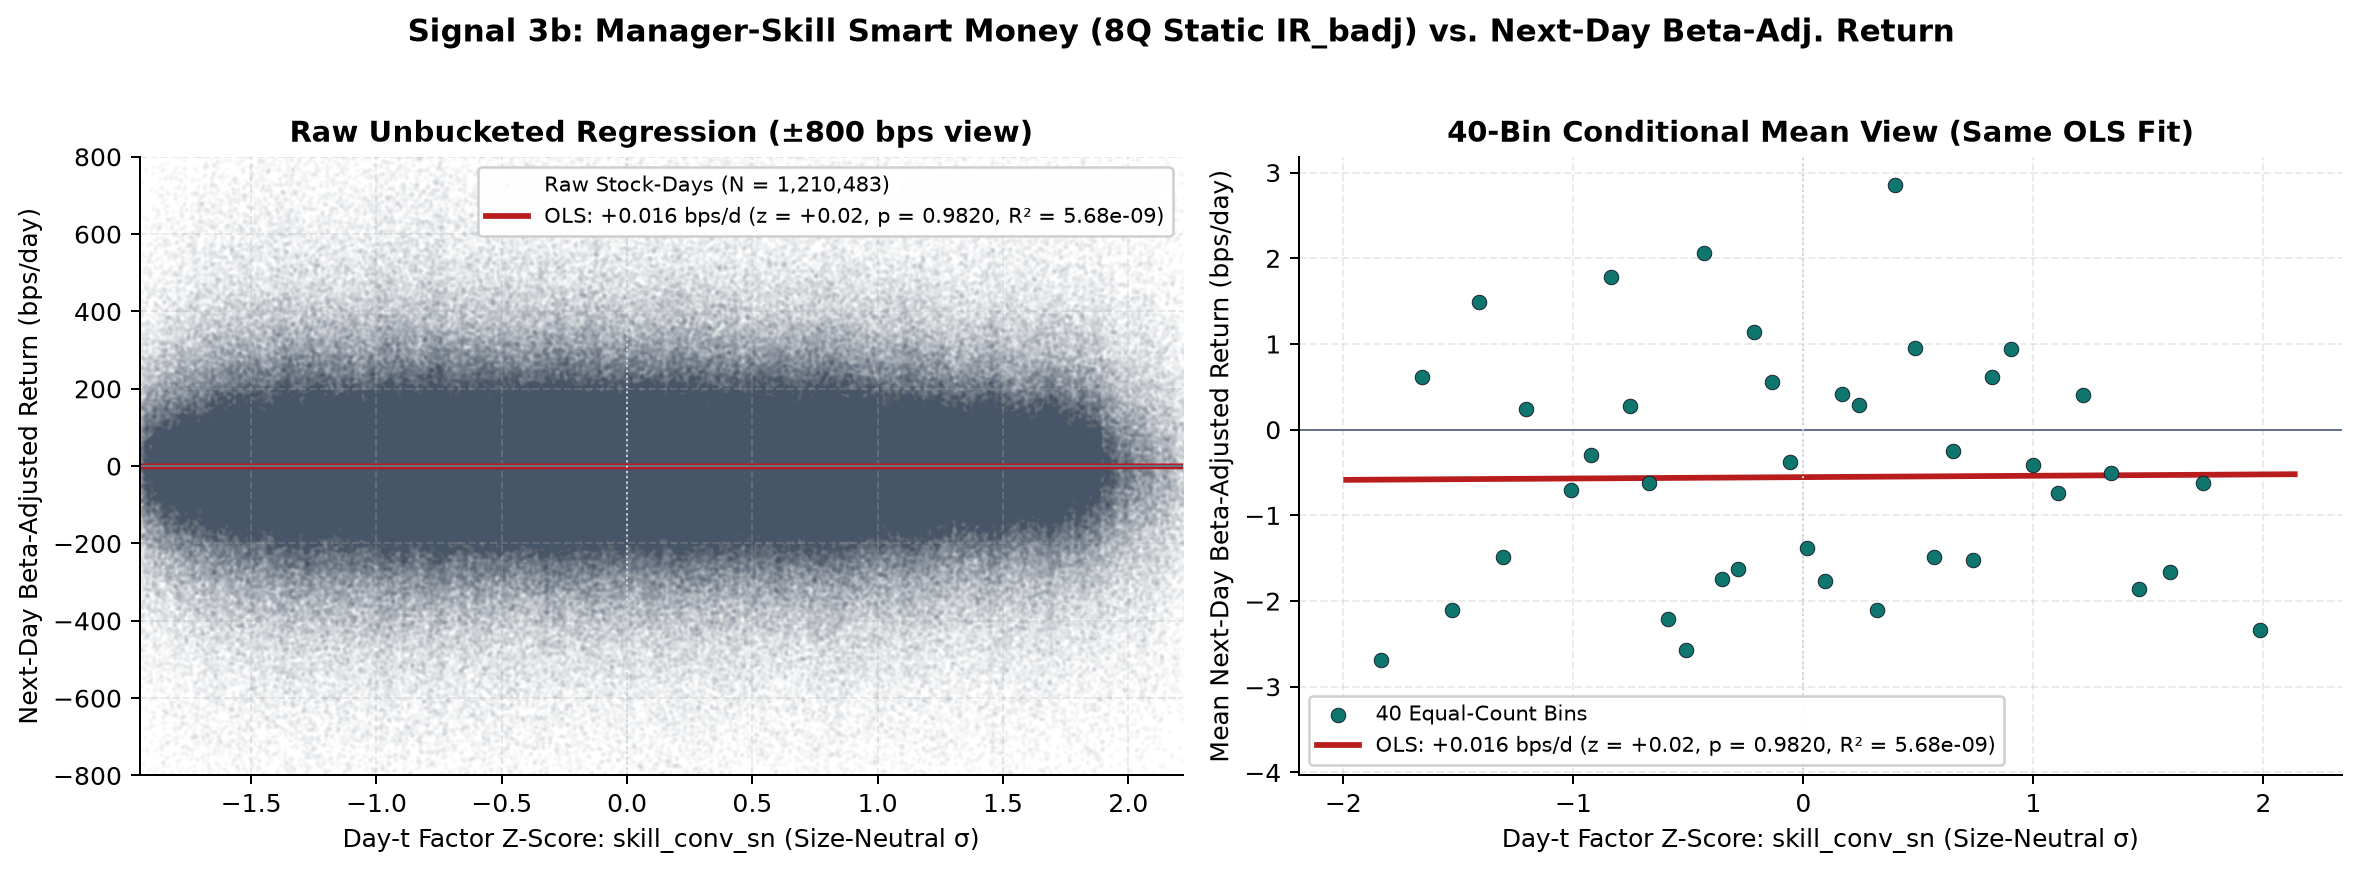 Signal 3b: Manager-Skill Smart Money (8Q Static IR_badj) vs. Next-Day Beta-Adj. Return
Raw Unbucketed Regression (±800 bps view)
Next-Day Beta-Adjusted Return (bps/day)
800
600
400
200
0
−200
−400
−600
−800
Raw Stock-Days (N = 1,210,483)
OLS: +0.016 bps/d (z = +0.02, p = 0.9820, R² = 5.68e-09)
−1.5
−1.0
−0.5
0.0
0.5
1.0
1.5
2.0
Day-t Factor Z-Score: skill_conv_sn (Size-Neutral σ)
40-Bin Conditional Mean View (Same OLS Fit)
Mean Next-Day Beta-Adjusted Return (bps/day)
3
2
1
0
−1
−2
−3
−4
40 Equal-Count Bins
OLS: +0.016 bps/d (z = +0.02, p = 0.9820, R² = 5.68e-09)
−2
−1
0
1
2
Day-t Factor Z-Score: skill_conv_sn (Size-Neutral σ)